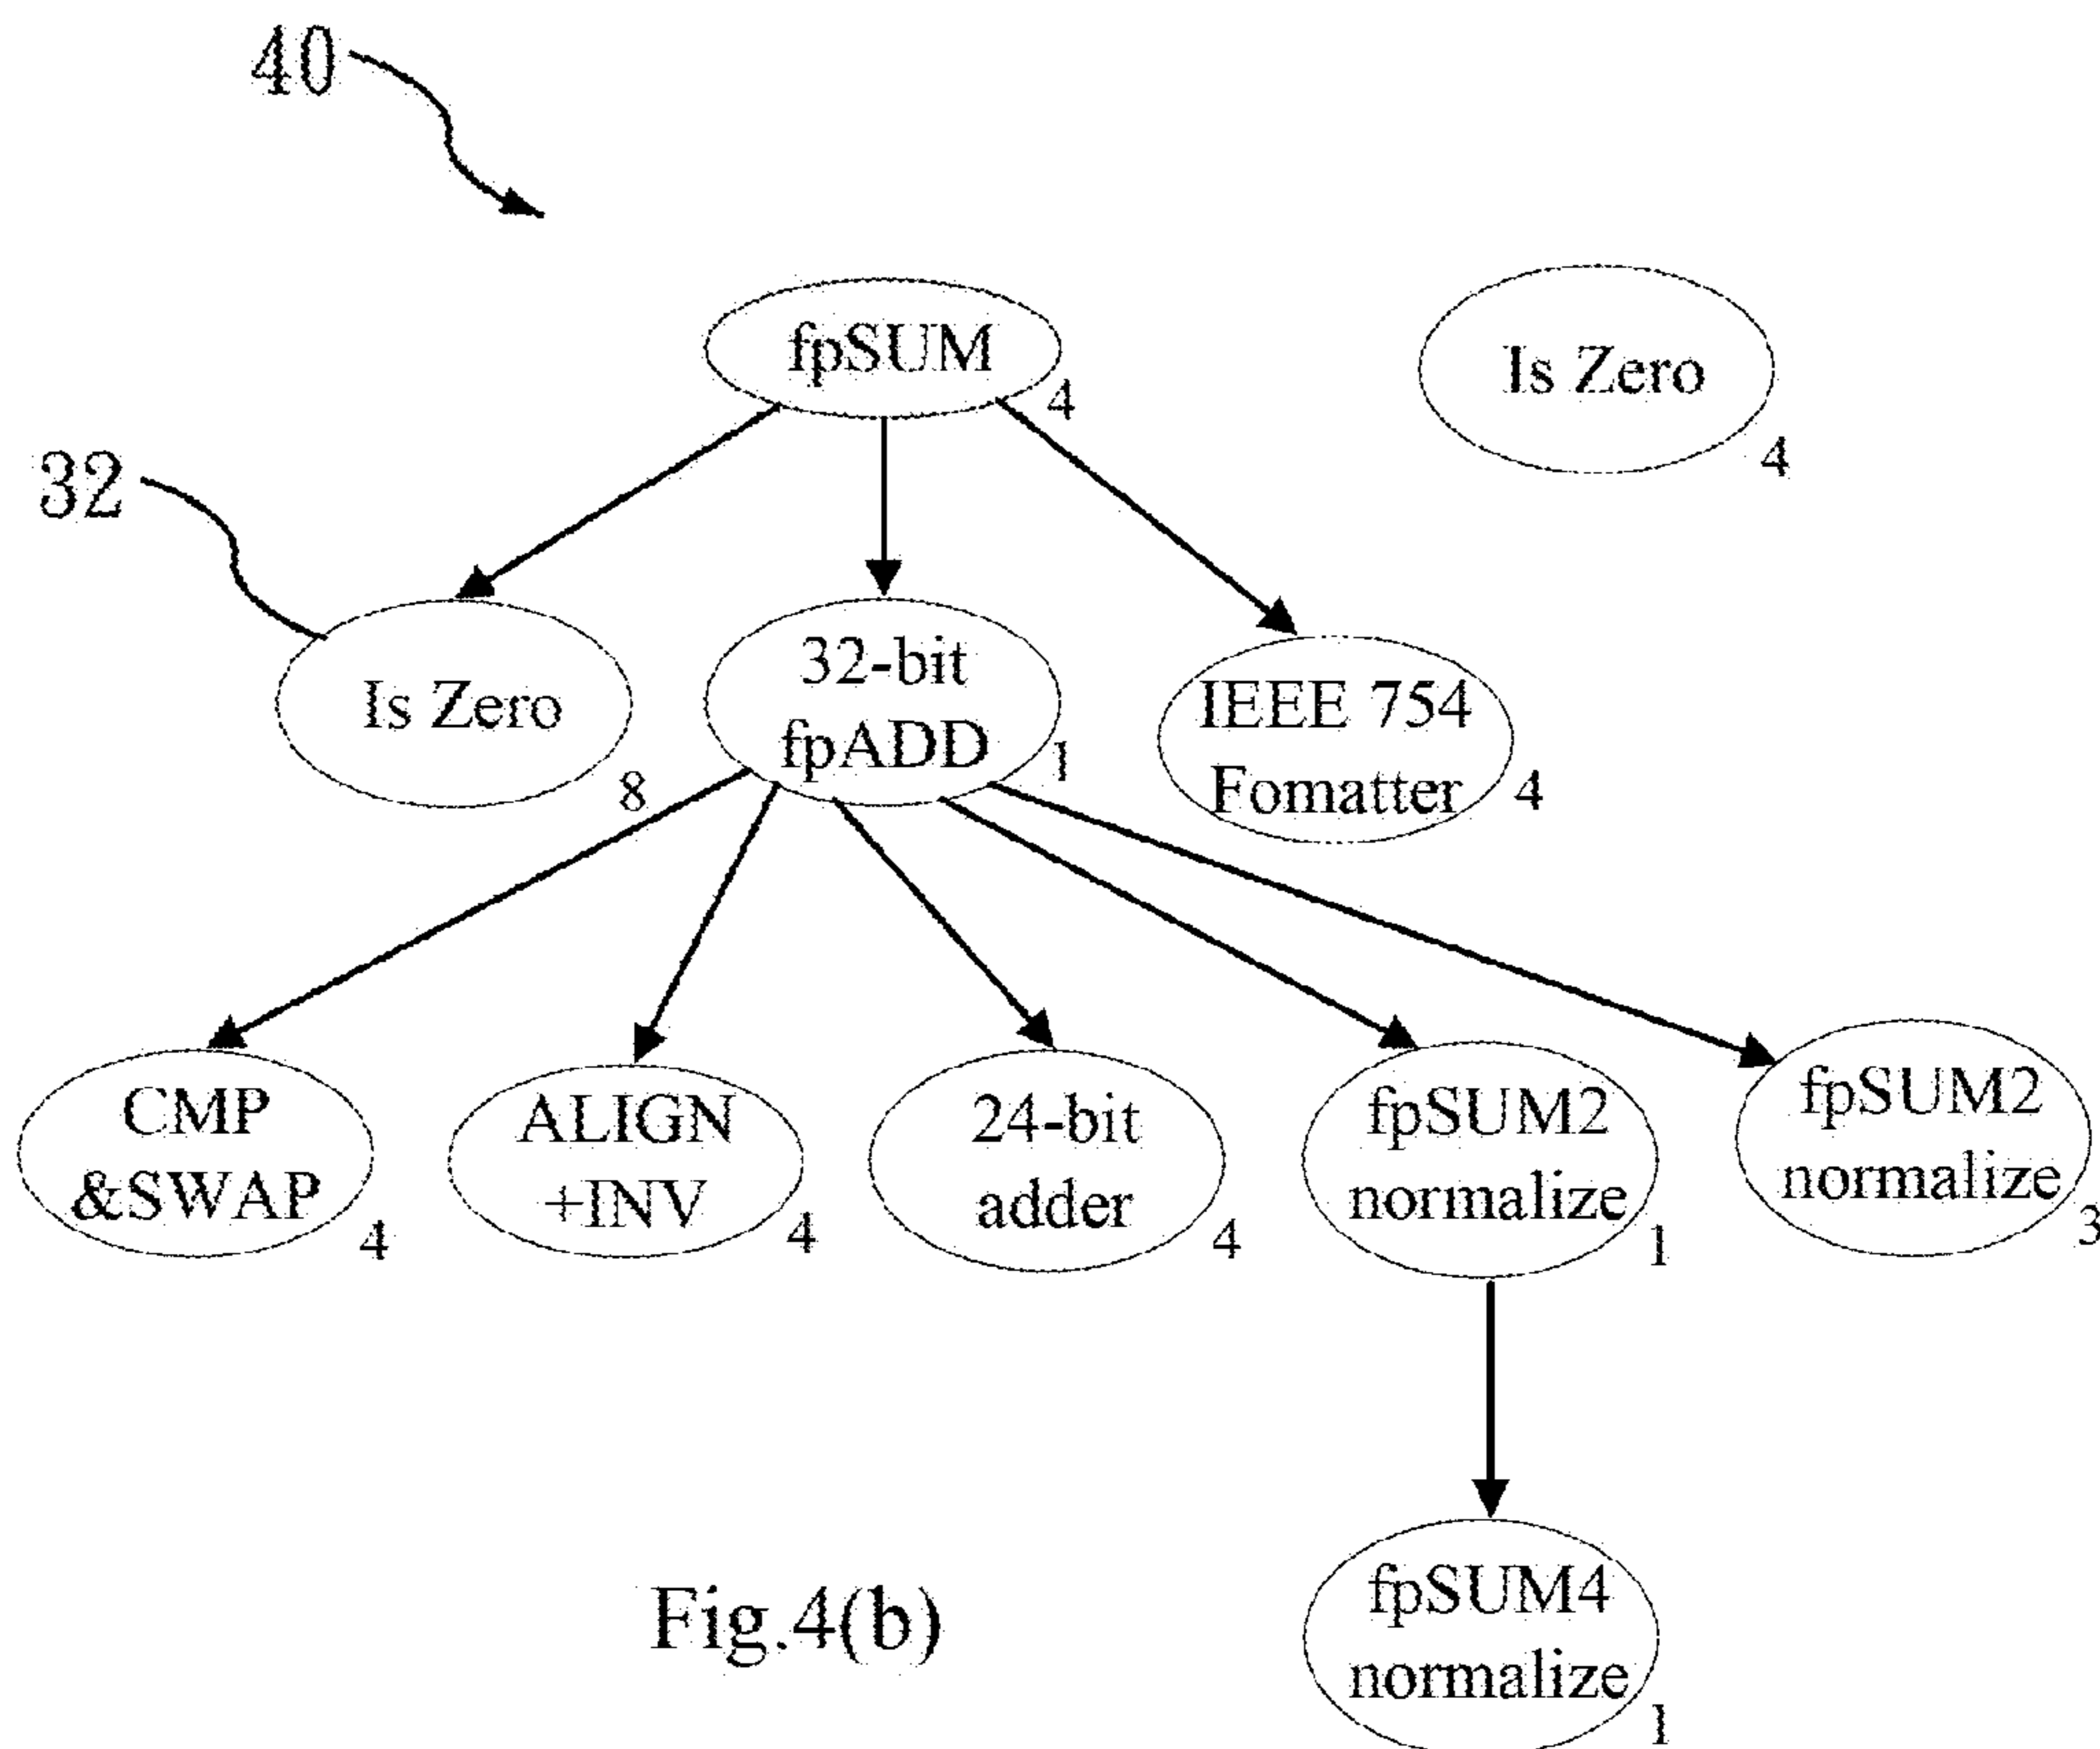 40
fpSUM
4
Is Zero
4
32
Is Zero
8
32-bit
fpADD
1
IEEE 754
Fomatter
4
CMP
&SWAP
4
ALIGN
+INV
4
24-bit
adder
4
fpSUM2
normalize
1
fpSUM2
normalize
3
fpSUM4
normalize
1
Fig.4(b)